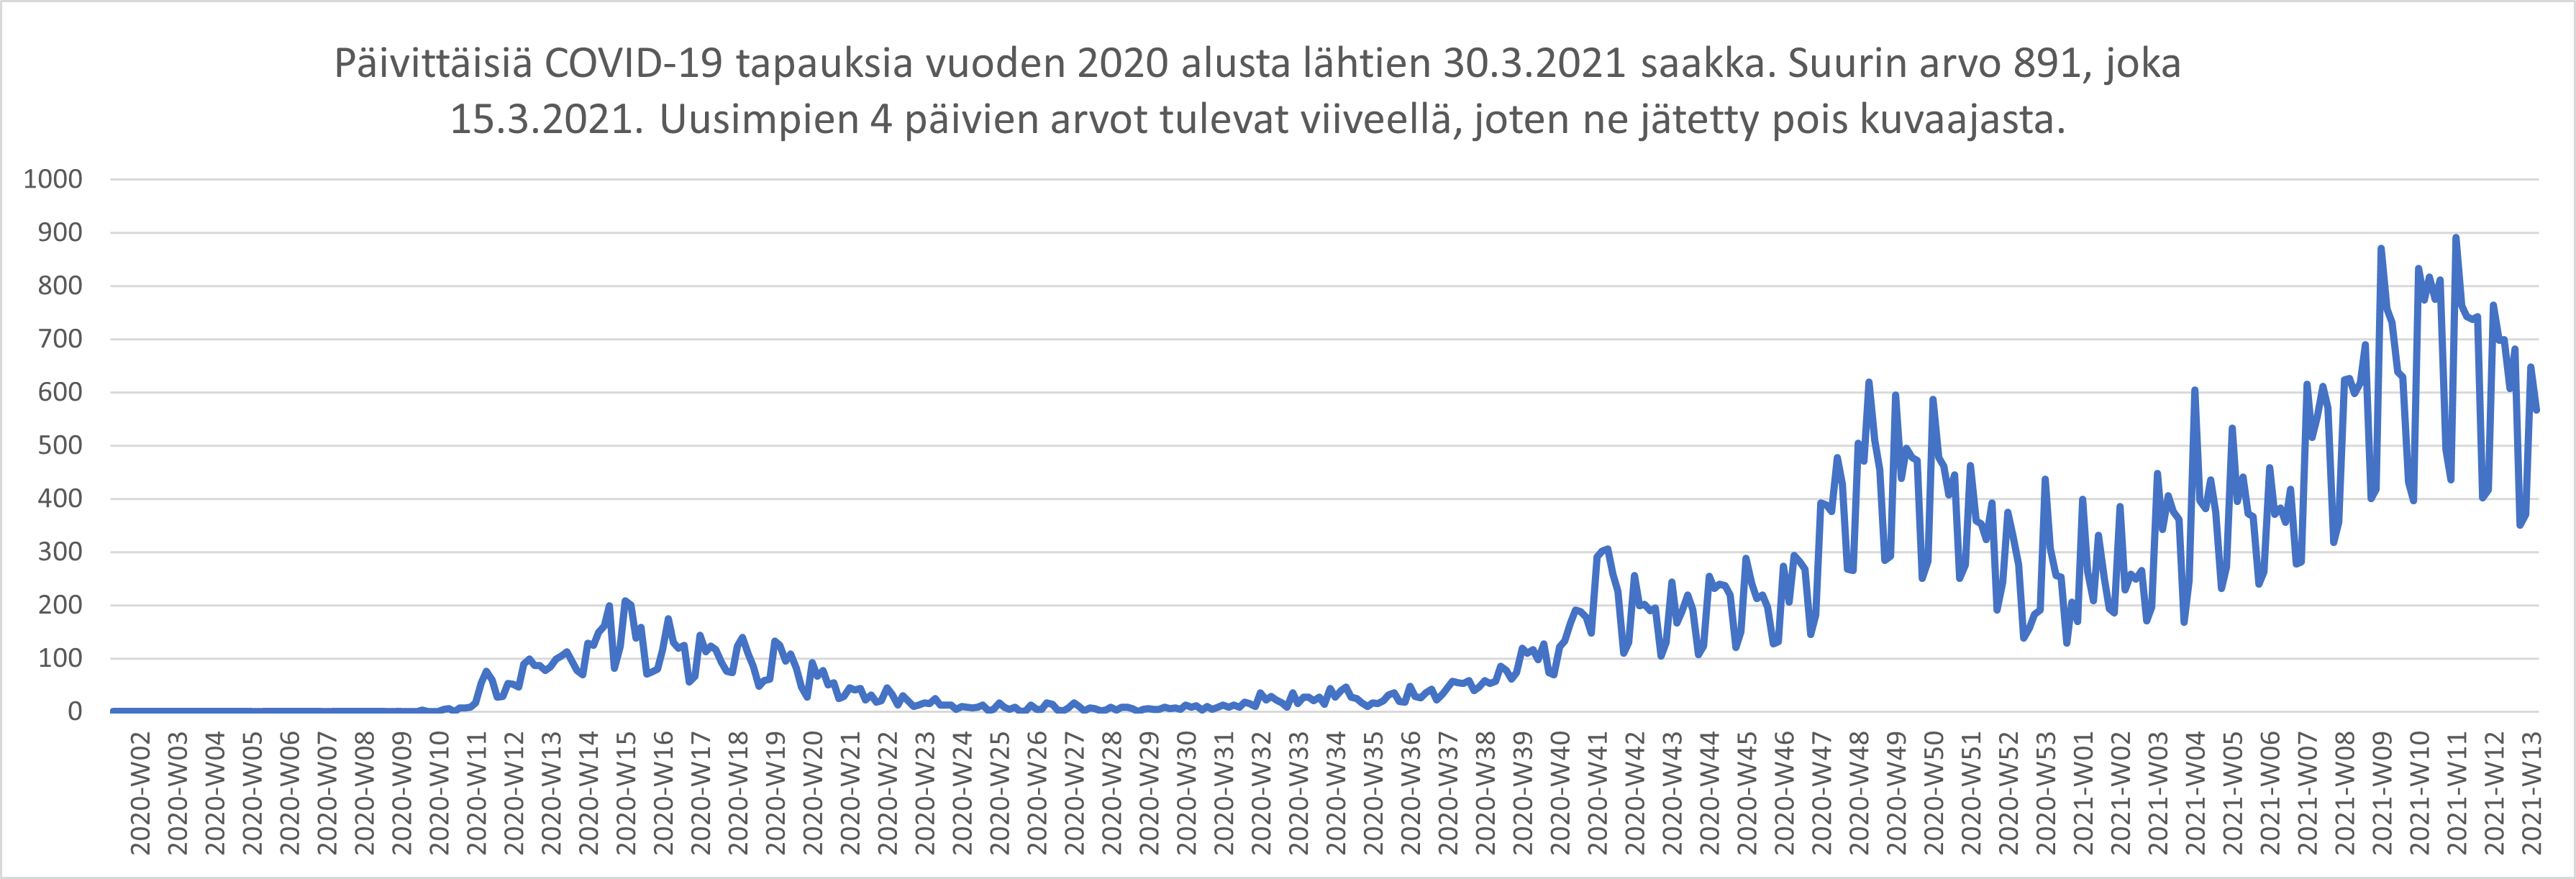 Päivittäisiä COVID-19 tapauksia vuoden 2020 alusta lähtien 30.3.2021 saakka. Suurin arvo 891, joka
15.3.2021. Uusimpien 4 päivien arvot tulevat viiveellä, joten ne jätetty pois kuvaajasta.
1000
900
800
700
600
500
400
300
200
100
0
2020-W02
2020-W03
2020-W04
2020-W05
2020-W06
2020-W07
2020-W08
2020-W09
2020-W10
2020-W11
2020-W12
2020-W13
2020-W14
2020-W15
2020-W16
2020-W17
2020-W18
2020-W19
2020-W20
2020-W21
2020-W22
2020-W23
2020-W24
2020-W25
2020-W26
2020-W27
2020-W28
2020-W29
2020-W30
2020-W31
2020-W32
2020-W33
2020-W34
2020-W35
2020-W36
2020-W37
2020-W38
2020-W39
2020-W40
2020-W41
2020-W42
2020-W43
2020-W44
2020-W45
2020-W46
2020-W47
2020-W48
2020-W49
2020-W50
2020-W51
2020-W52
2020-W53
2021-W01
2021-W02
2021-W03
2021-W04
2021-W05
2021-W06
2021-W07
2021-W08
2021-W09
2021-W10
2021-W11
2021-W12
2021-W13